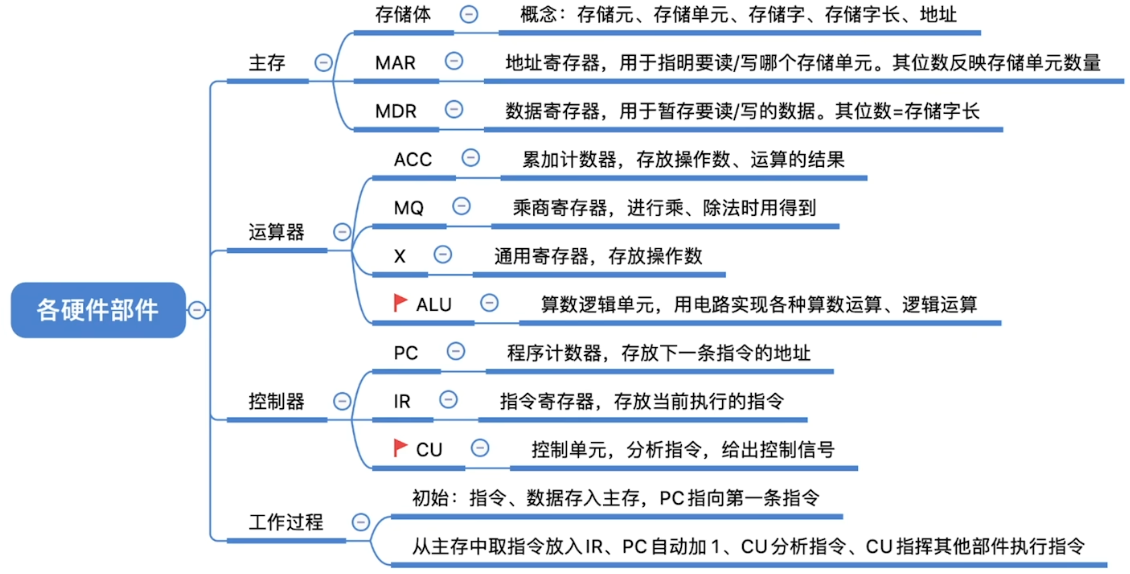 各硬件部件
主存
存储体
概念：存储元、存储单元、存储字、存储字长、地址
MAR
地址寄存器，用于指明要读/写哪个存储单元。其位数反映存储单元数量
MDR
数据寄存器，用于暂存要读/写的数据。其位数=存储字长
运算器
ACC
累加计数器，存放操作数、运算的结果
MQ
乘商寄存器，进行乘、除法时用得到
X
通用寄存器，存放操作数
ALU
算数逻辑单元，用电路实现各种算数运算、逻辑运算
控制器
PC
程序计数器，存放下一条指令的地址
IR
指令寄存器，存放当前执行的指令
CU
控制单元，分析指令，给出控制信号
工作过程
初始：指令、数据存入主存，PC指向第一条指令
从主存中取指令放入IR、PC自动加1、CU分析指令、CU指挥其他部件执行指令